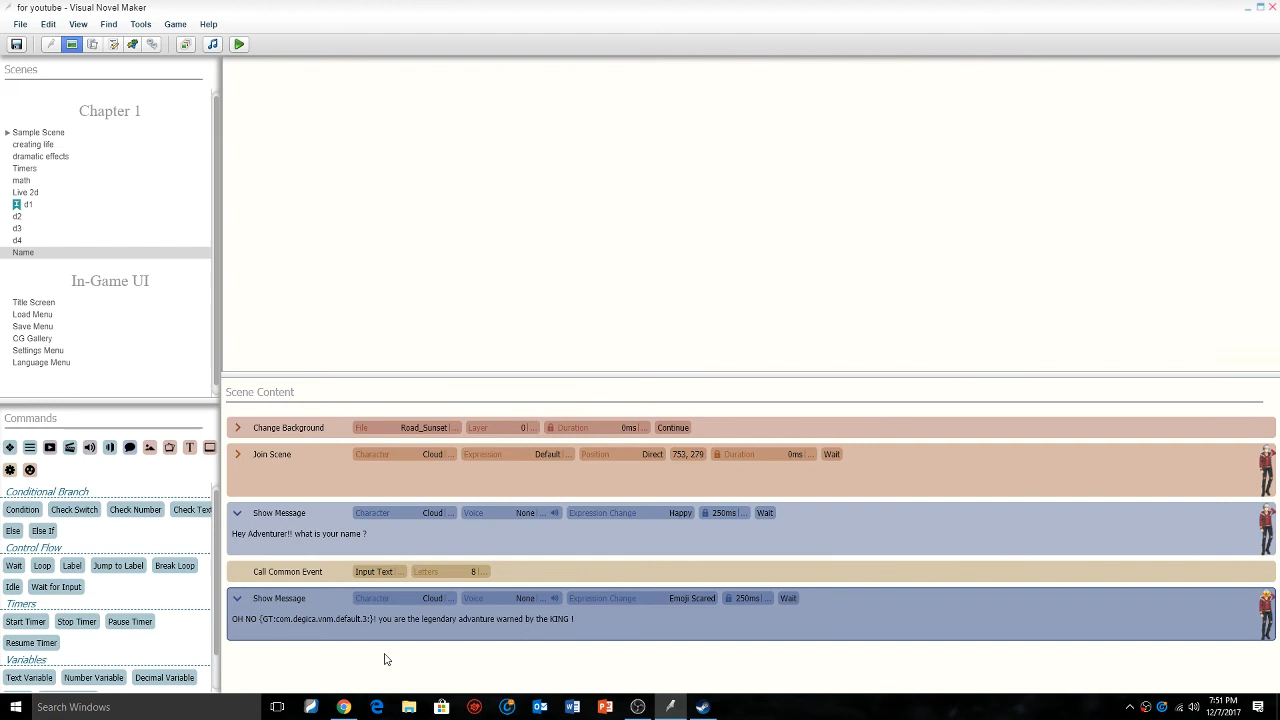 for youtube - Visual Novel Maker
File Edit View Find Tools Game Help
Scenes
Chapter 1
Sample Scene
creating life
dramatic effects
Timers
math
Live 2d
d1
d2
d3
d4
Name
In-Game UI
Title Screen
Load Menu
Save Menu
CG Gallery
Settings Menu
Language Menu
Commands
Conditional Branch
Condition Check Switch Check Number Check Text
Else Else If
Control Flow
Wait Loop Label Jump to Label Break Loop
Idle Wait for Input
Timers
Start Timer Stop Timer Pause Timer
Resume Timer
Variables
Text Variable Number Variable Decimal Variable
Scene Content
Change Background File Road_Sunset ... Layer 0 ... Duration 0ms ... Continue
Join Scene Character Cloud ... Expression Default ... Position Direct 753, 279 Duration 0ms ... Wait
Show Message Character Cloud ... Voice None ... Expression Change Happy 250ms ... Wait
Hey Adventurer!! what is your name ?
Call Common Event Input Text ... Letters 8 ...
Show Message Character Cloud ... Voice None ... Expression Change Emoji Scared 250ms ... Wait
OH NO {GT:com.degica.vnm.default.3:}! you are the legendary advanture warned by the KING !
Search Windows
7:51 PM
12/7/2017